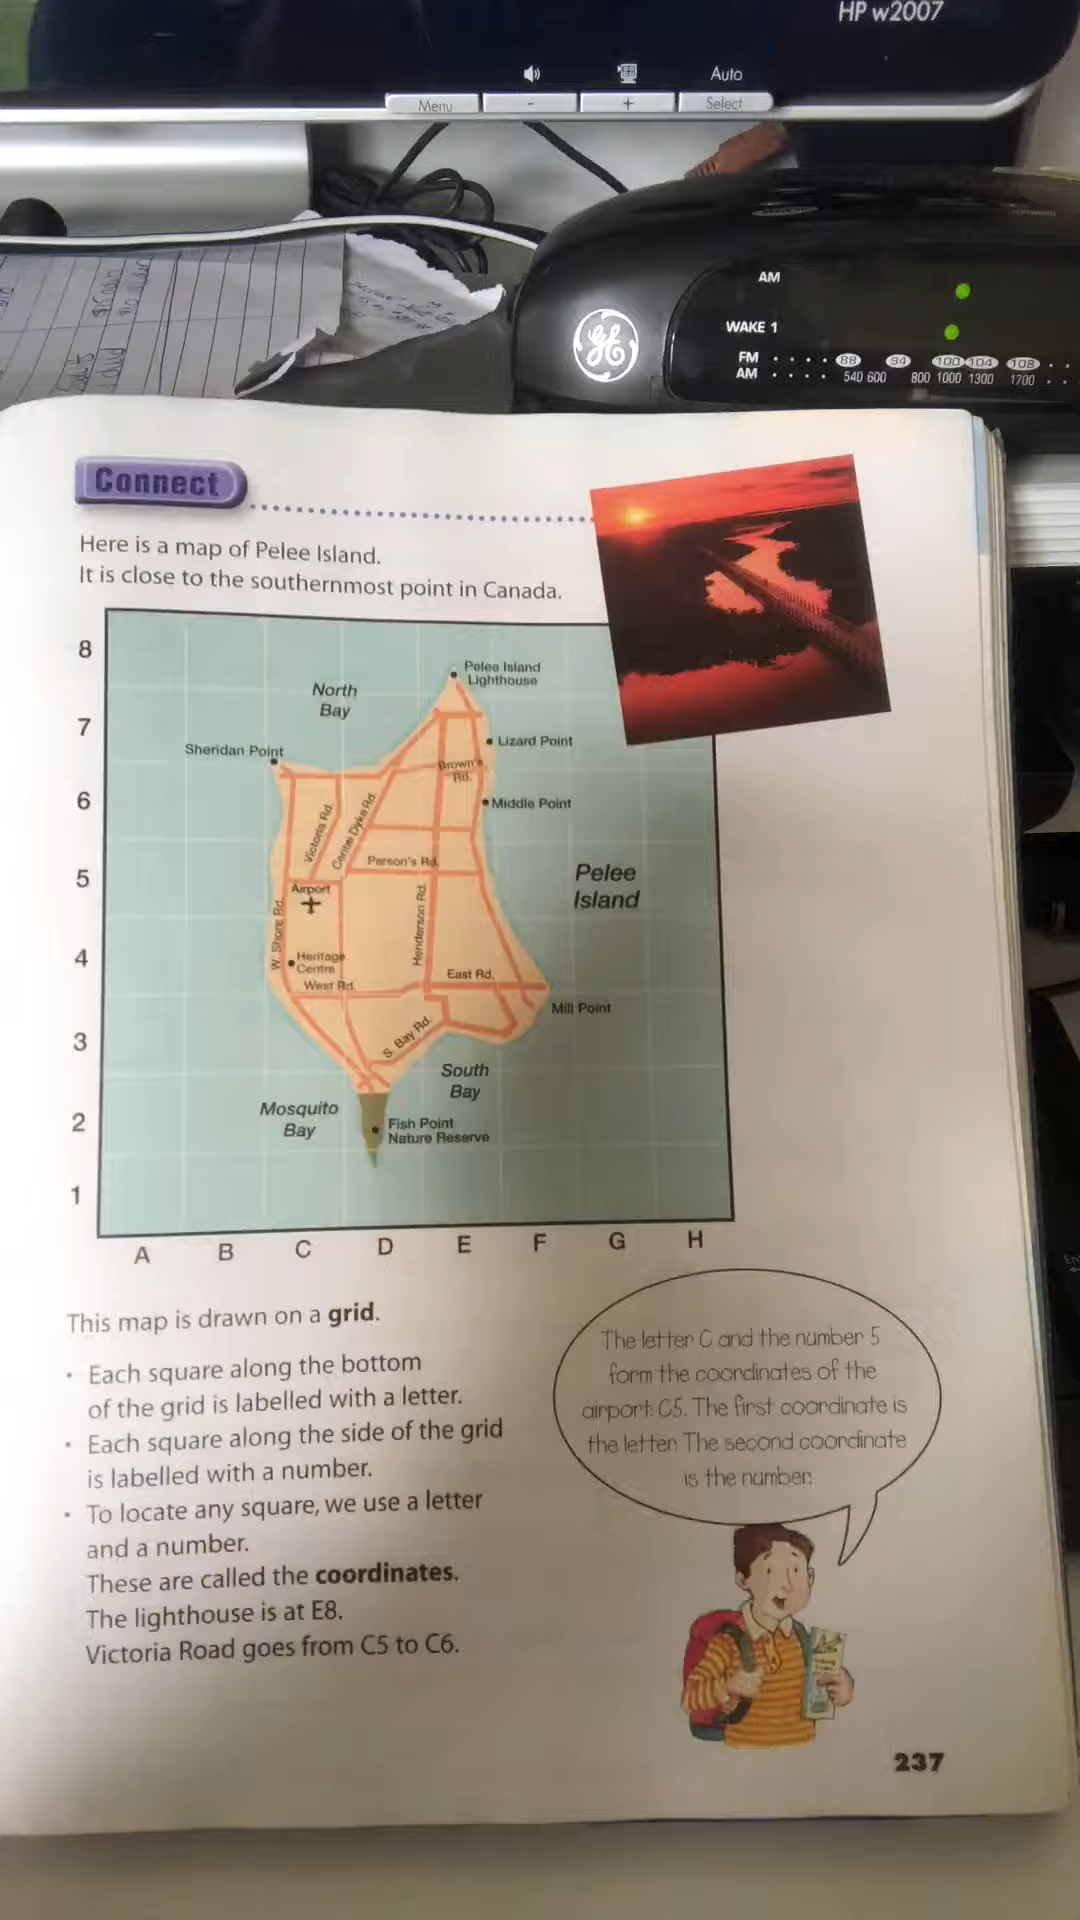 HP w2007
Auto
Menu
-
+
Select
AM
WAKE 1
FM 88 94 100 104 108
AM 540 600 800 1000 1300 1700
Connect
Here is a map of Pelee Island.
It is close to the southernmost point in Canada.
8
7
6
5
4
3
2
1
Pelee Island
Lighthouse
North
Bay
Sheridan Point
Lizard Point
Brown's
Rd.
Middle Point
Victoria Rd.
Centre Dyke Rd.
Parson's Rd.
Pelee
Island
Airport
W. Shore Rd.
Henderson Rd.
Heritage
Centre
West Rd.
East Rd.
Mill Point
S. Bay Rd.
South
Bay
Mosquito
Bay
Fish Point
Nature Reserve
A B C D E F G H
This map is drawn on a grid.
• Each square along the bottom
of the grid is labelled with a letter.
• Each square along the side of the grid
is labelled with a number.
• To locate any square, we use a letter
and a number.
These are called the coordinates.
The lighthouse is at E8.
Victoria Road goes from C5 to C6.
The letter C and the number 5
form the coordinates of the
airport: C5. The first coordinate is
the letter. The second coordinate
is the number.
237